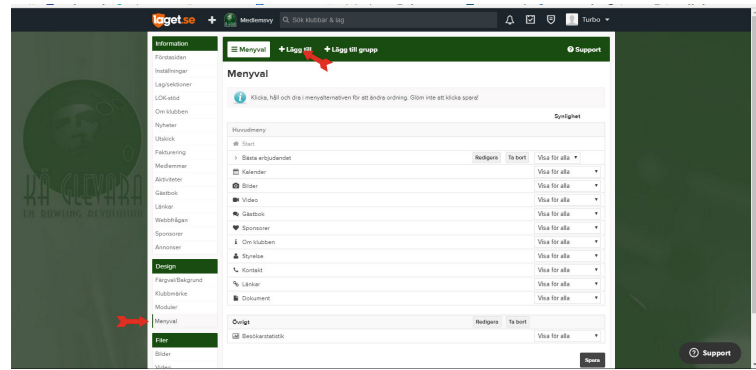 laget.se + Medlemsvy Sök klubbar & lag Turbo
Information
Förstasidan
Inställningar
Lag/sektioner
LOK-stöd
Om klubben
Nyheter
Utskick
Fakturering
Medlemmar
Aktiviteter
Gästbok
Länkar
Webbfrågan
Sponsorer
Annonser
Design
Färgval/Bakgrund
Klubbmärke
Moduler
Menyval
Filer
Bilder
Video
Menyval + Lägg till + Lägg till grupp Support
Menyval
Klicka, håll och dra i menyalternativen för att ändra ordning. Glöm inte att klicka spara!
Synlighet
Huvudmeny
Start
Bästa erbjudandet Redigera Ta bort Visa för alla
Kalender Visa för alla
Bilder Visa för alla
Video Visa för alla
Gästbok Visa för alla
Sponsorer Visa för alla
Om klubben Visa för alla
Styrelse Visa för alla
Kontakt Visa för alla
Länkar Visa för alla
Dokument Visa för alla
Övrigt Redigera Ta bort
Besökarstatistik Visa för alla
Spara
Support